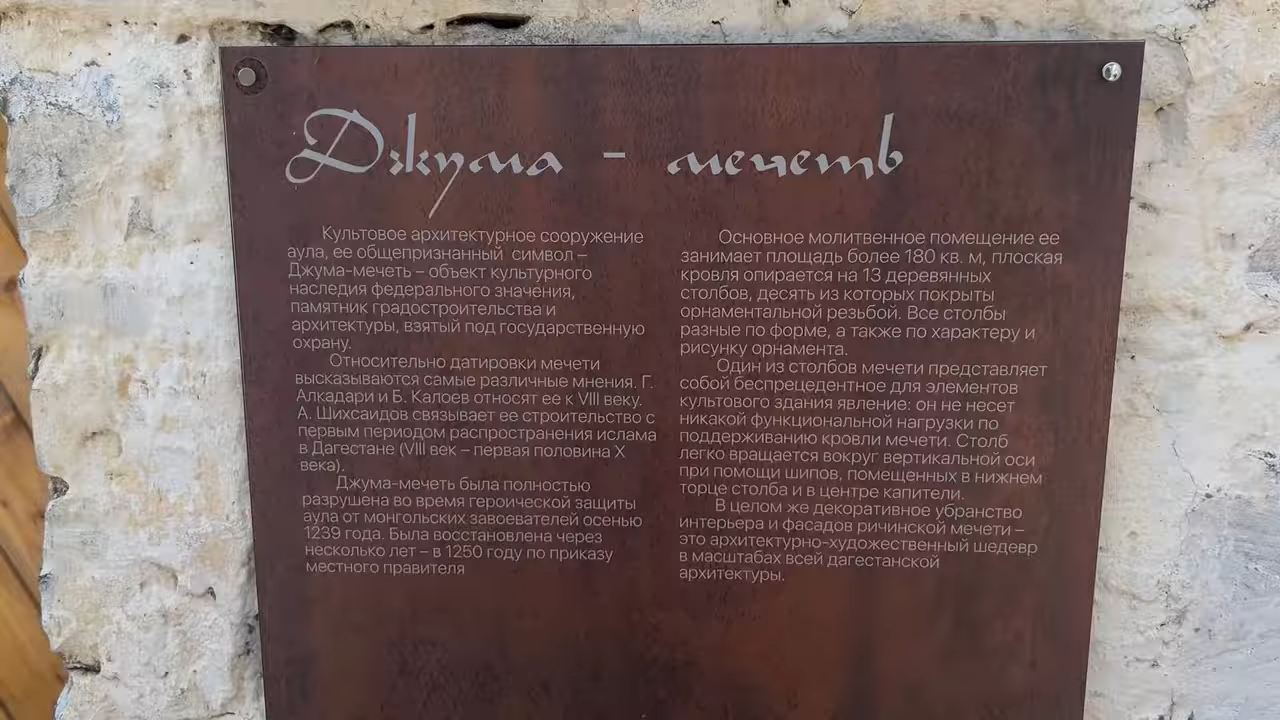 Джума - мечеть
Культовое архитектурное сооружение
аула, ее общепризнанный символ –
Джума-мечеть – объект культурного
наследия федерального значения,
памятник градостроительства и
архитектуры, взятый под государственную
охрану.
Относительно датировки мечети
высказываются самые различные мнения. Г.
Алкадари и Б. Калоев относят ее к VIII веку.
А. Шихсаидов связывает ее строительство с
первым периодом распространения ислама
в Дагестане (VIII век – первая половина X
века).
Джума-мечеть была полностью
разрушена во время героической защиты
аула от монгольских завоевателей осенью
1239 года. Была восстановлена через
несколько лет – в 1250 году по приказу
местного правителя
Основное молитвенное помещение ее
занимает площадь более 180 кв. м, плоская
кровля опирается на 13 деревянных
столбов, десять из которых покрыты
орнаментальной резьбой. Все столбы
разные по форме, а также по характеру и
рисунку орнамента.
Один из столбов мечети представляет
собой беспрецедентное для элементов
культового здания явление: он не несет
никакой функциональной нагрузки по
поддерживанию кровли мечети. Столб
легко вращается вокруг вертикальной оси
при помощи шипов, помещенных в нижнем
торце столба и в центре капители.
В целом же декоративное убранство
интерьера и фасадов ричинской мечети –
это архитектурно-художественный шедевр
в масштабах всей дагестанской
архитектуры.